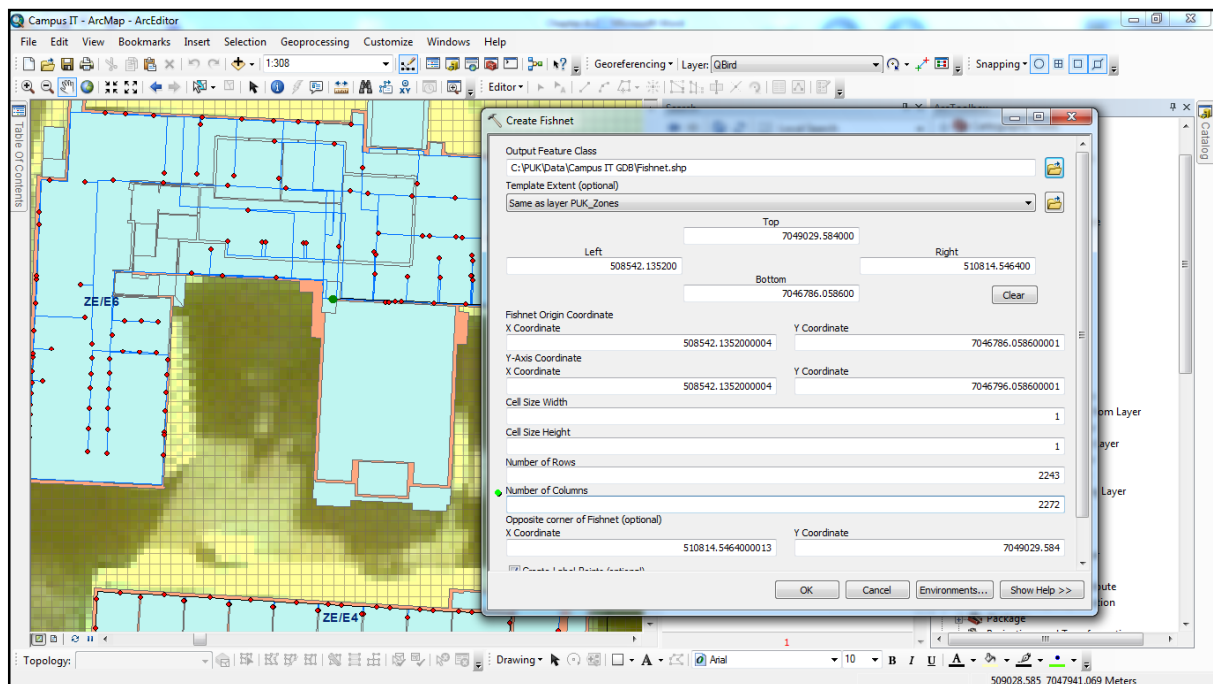 Campus IT - ArcMap - ArcEditor
File Edit View Bookmarks Insert Selection Geoprocessing Customize Windows Help
1:308
Georeferencing
Layer: QBird
Snapping
Editor
Table Of Contents
Catalog
ZE/E6
ZE/E4
Create Fishnet
Output Feature Class
C:\PUK\Data\Campus IT GDB\Fishnet.shp
Template Extent (optional)
Same as layer PUK_Zones
Top
7049029.584000
Left
Right
508542.135200
510814.546400
Bottom
7046786.058600
Clear
Fishnet Origin Coordinate
X Coordinate
Y Coordinate
508542.1352000004
7046786.058600001
Y-Axis Coordinate
X Coordinate
Y Coordinate
508542.1352000004
7046796.058600001
Cell Size Width
1
Cell Size Height
1
Number of Rows
2243
Number of Columns
2272
Opposite corner of Fishnet (optional)
X Coordinate
Y Coordinate
510814.5464000013
7049029.584
OK
Cancel
Environments...
Show Help >>
om Layer
ayer
Layer
ute
ion
Package
1
Topology:
Drawing
A
Arial
10
B I U A
509028.585 7047941.069 Meters